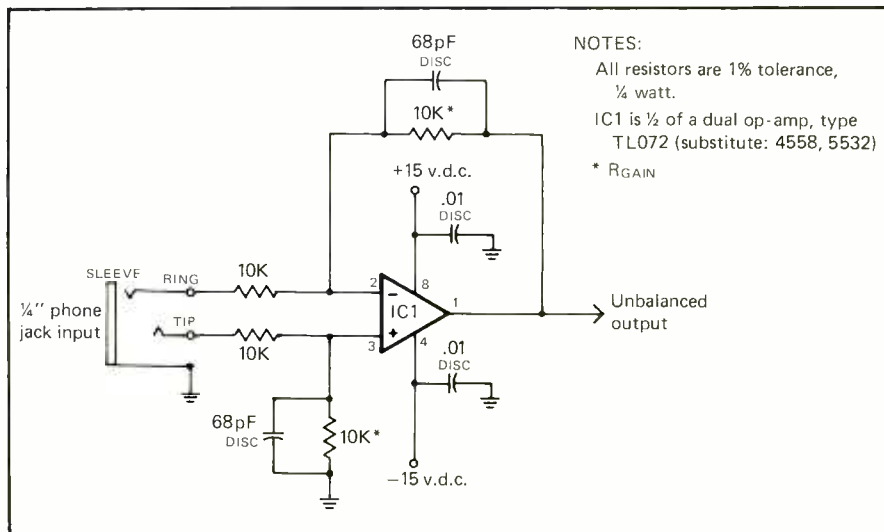 68pF
DISC
10K*
+15 v.d.c.
.01
DISC
NOTES:
All resistors are 1% tolerance,
¼ watt.
IC1 is ½ of a dual op-amp, type
TL072 (substitute: 4558, 5532)
* RGAIN
SLEEVE
RING
10K
2
8
¼" phone
jack input
TIP
10K
−
IC1
+
3
1
4
Unbalanced
output
.01
DISC
68pF
DISC
10K*
−15 v.d.c.